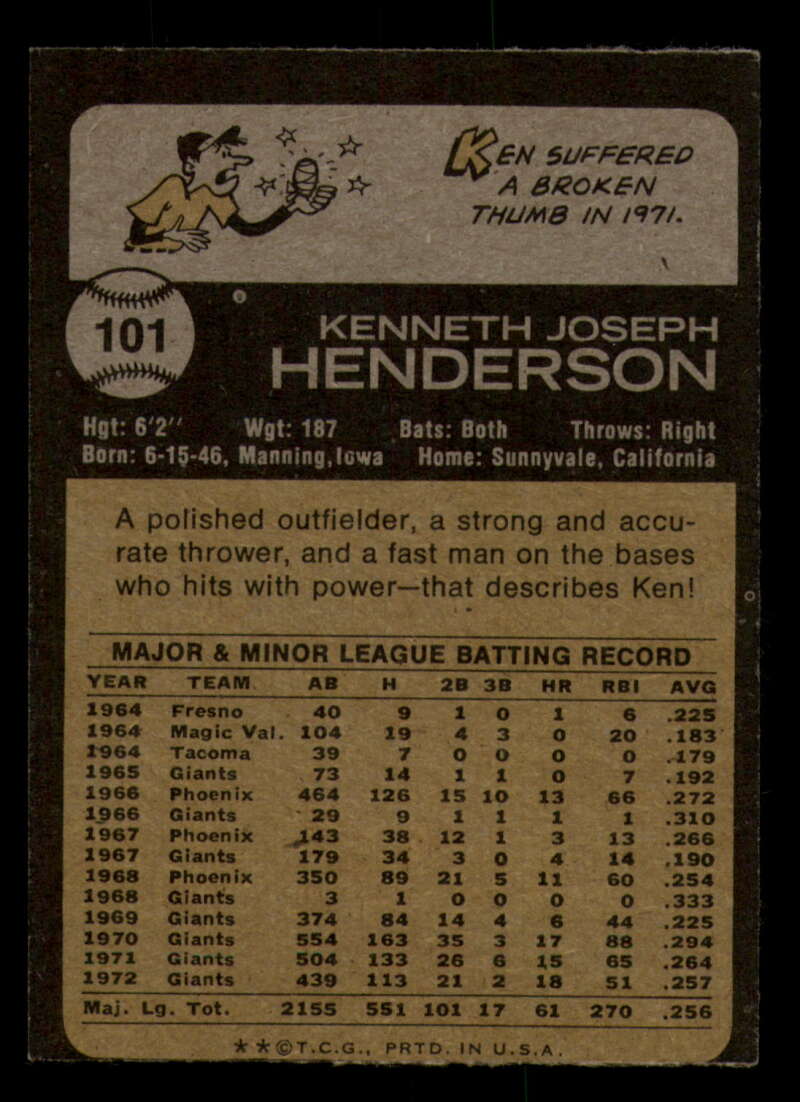 KEN SUFFERED
A BROKEN
THUMB IN 1971.
101
KENNETH JOSEPH
HENDERSON
Hgt: 6'2" Wgt: 187 Bats: Both Throws: Right
Born: 6-15-46, Manning, Iowa Home: Sunnyvale, California
A polished outfielder, a strong and accu-
rate thrower, and a fast man on the bases
who hits with power—that describes Ken!
MAJOR & MINOR LEAGUE BATTING RECORD
YEAR TEAM AB H 2B 3B HR RBI AVG
1964 Fresno 40 9 1 0 1 6 .225
1964 Magic Val. 104 19 4 3 0 20 .183
1964 Tacoma 39 7 0 0 0 0 .179
1965 Giants 73 14 1 1 0 7 .192
1966 Phoenix 464 126 15 10 13 66 .272
1966 Giants 29 9 1 1 1 1 .310
1967 Phoenix 143 38 12 1 3 13 .266
1967 Giants 179 34 3 0 4 14 .190
1968 Phoenix 350 89 21 5 11 60 .254
1968 Giants 3 1 0 0 0 0 .333
1969 Giants 374 84 14 4 6 44 .225
1970 Giants 554 163 35 3 17 88 .294
1971 Giants 504 133 26 6 15 65 .264
1972 Giants 439 113 21 2 18 51 .257
Maj. Lg. Tot. 2155 551 101 17 61 270 .256
**©T.C.G., PRTD. IN U.S.A.